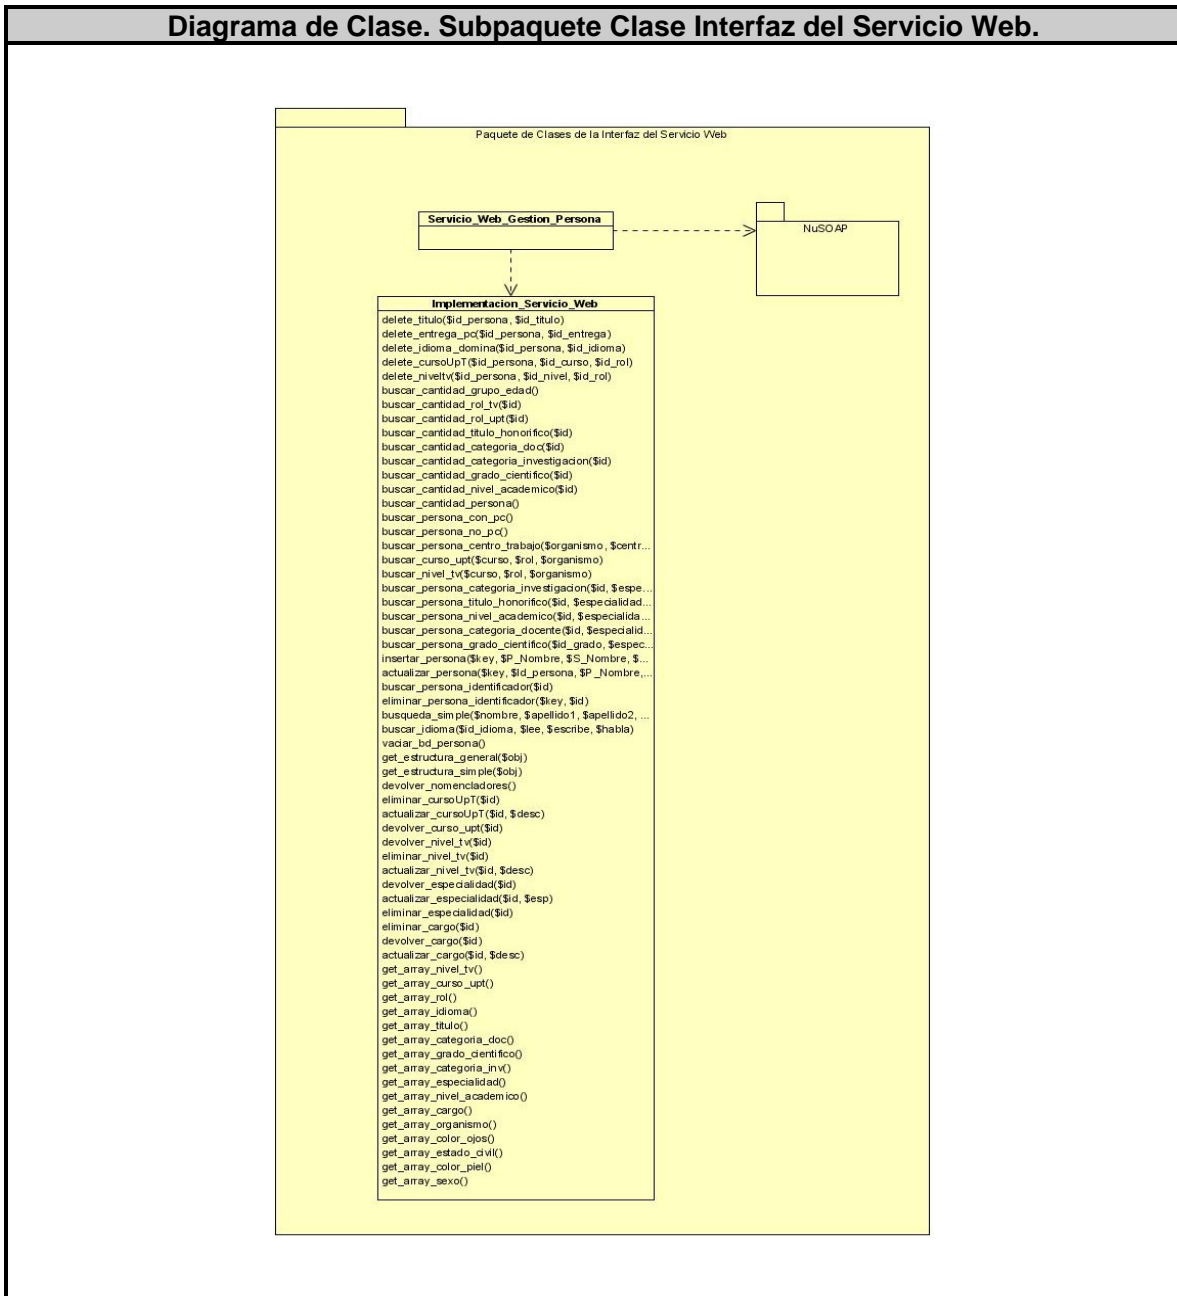 Diagrama de Clase. Subpaquete Clase Interfaz del Servicio Web.
Paquete de Clases de la Interfaz del Servicio Web
Servicio_Web_Gestion_Persona
NuSOAP
Implementacion_Servicio_Web
delete_titulo($id_persona, $id_titulo)
delete_entrega_pc($id_persona, $id_entrega)
delete_idioma_domina($id_persona, $id_idioma)
delete_cursoUpT($id_persona, $id_curso, $id_rol)
delete_niveltv($id_persona, $id_nivel, $id_rol)
buscar_cantidad_grupo_edad()
buscar_cantidad_rol_tv($id)
buscar_cantidad_rol_upt($id)
buscar_cantidad_titulo_honorifico($id)
buscar_cantidad_categoria_doc($id)
buscar_cantidad_categoria_investigacion($id)
buscar_cantidad_grado_cientifico($id)
buscar_cantidad_nivel_academico($id)
buscar_cantidad_persona()
buscar_persona_con_pc()
buscar_persona_no_pc()
buscar_persona_centro_trabajo($organismo, $centr...
buscar_curso_upt($curso, $rol, $organismo)
buscar_nivel_tv($curso, $rol, $organismo)
buscar_persona_categoria_investigacion($id, $espe...
buscar_persona_titulo_honorifico($id, $especialidad...
buscar_persona_nivel_academico($id, $especialida...
buscar_persona_categoria_docente($id, $especialid...
buscar_persona_grado_cientifico($id_grado, $espec...
insertar_persona($key, $P_Nombre, $S_Nombre, $...
actualizar_persona($key, $Id_persona, $P_Nombre,...
buscar_persona_identificador($id)
eliminar_persona_identificador($key, $id)
busqueda_simple($nombre, $apellido1, $apellido2, ...
buscar_idioma($id_idioma, $lee, $escribe, $habla)
vaciar_bd_persona()
get_estructura_general($obj)
get_estructura_simple($obj)
devolver_nomencladores()
eliminar_cursoUpT($id)
actualizar_cursoUpT($id, $desc)
devolver_curso_upt($id)
devolver_nivel_tv($id)
eliminar_nivel_tv($id)
actualizar_nivel_tv($id, $desc)
devolver_especialidad($id)
actualizar_especialidad($id, $esp)
eliminar_especialidad($id)
eliminar_cargo($id)
devolver_cargo($id)
actualizar_cargo($id, $desc)
get_array_nivel_tv()
get_array_curso_upt()
get_array_rol()
get_array_idioma()
get_array_titulo()
get_array_categoria_doc()
get_array_grado_cientifico()
get_array_categoria_inv()
get_array_especialidad()
get_array_nivel_academico()
get_array_cargo()
get_array_organismo()
get_array_color_ojos()
get_array_estado_civil()
get_array_color_piel()
get_array_sexo()